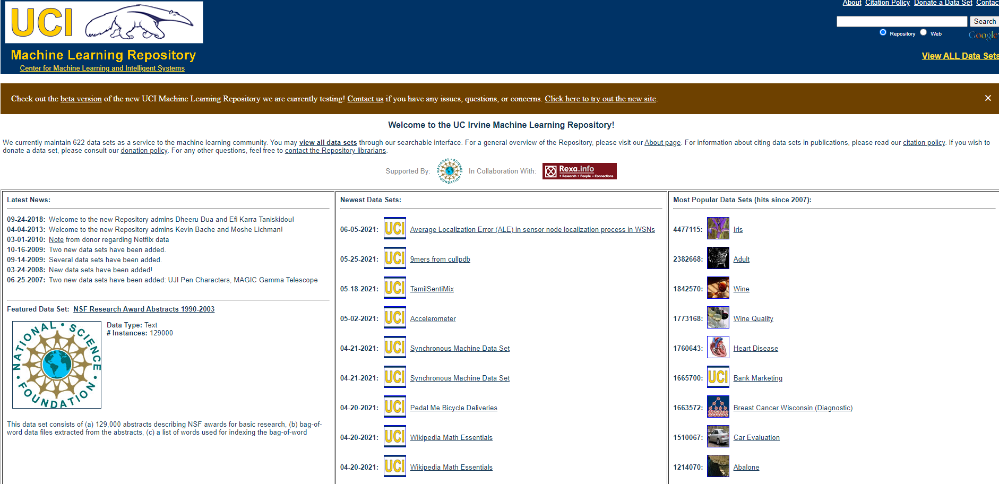 UCI
Machine Learning Repository
Center for Machine Learning and Intelligent Systems
About Citation Policy Donate a Data Set Contac
Search
Repository Web
Google
View ALL Data Sets
Check out the beta version of the new UCI Machine Learning Repository we are currently testing! Contact us if you have any issues, questions, or concerns. Click here to try out the new site.
×
Welcome to the UC Irvine Machine Learning Repository!
We currently maintain 622 data sets as a service to the machine learning community. You may view all data sets through our searchable interface. For a general overview of the Repository, please visit our About page. For information about citing data sets in publications, please read our citation policy. If you wish to
donate a data set, please consult our donation policy. For any other questions, feel free to contact the Repository librarians.
Supported By: NATIONAL SCIENCE FOUNDATION In Collaboration With: Rexa.info
Research • People • Connections
Latest News:
09-24-2018: Welcome to the new Repository admins Dheeru Dua and Efi Karra Taniskidou!
04-04-2013: Welcome to the new Repository admins Kevin Bache and Moshe Lichman!
03-01-2010: Note from donor regarding Netflix data
10-16-2009: Two new data sets have been added.
09-14-2009: Several data sets have been added.
03-24-2008: New data sets have been added!
06-25-2007: Two new data sets have been added: UJI Pen Characters, MAGIC Gamma Telescope
Featured Data Set: NSF Research Award Abstracts 1990-2003
NATIONAL • SCIENCE • FOUNDATION •
Data Type: Text
# Instances: 129000
This data set consists of (a) 129,000 abstracts describing NSF awards for basic research, (b) bag-of-
word data files extracted from the abstracts, (c) a list of words used for indexing the bag-of-word
Newest Data Sets:
06-05-2021: UCI Average Localization Error (ALE) in sensor node localization process in WSNs
05-25-2021: UCI 9mers from cullpdb
05-18-2021: UCI TamilSentiMix
05-02-2021: UCI Accelerometer
04-21-2021: UCI Synchronous Machine Data Set
04-21-2021: UCI Synchronous Machine Data Set
04-20-2021: UCI Pedal Me Bicycle Deliveries
04-20-2021: UCI Wikipedia Math Essentials
04-20-2021: UCI Wikipedia Math Essentials
Most Popular Data Sets (hits since 2007):
4477115: Iris
2382668: Adult
1842570: Wine
1773168: Wine Quality
1760643: Heart Disease
1665700: UCI Bank Marketing
1663572: Breast Cancer Wisconsin (Diagnostic)
1510067: Car Evaluation
1214070: Abalone